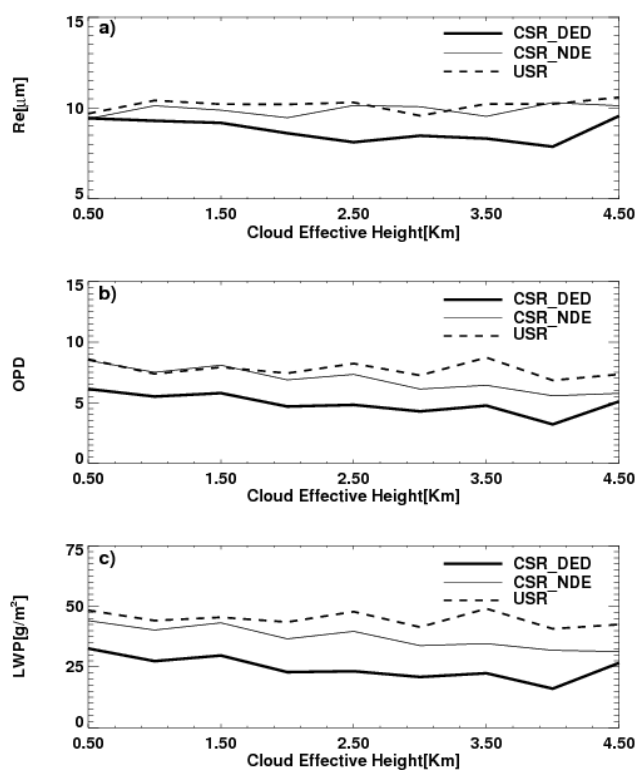 15
a)
CSR_DED
CSR_NDE
USR
10
Re[μm]
5
0.50 1.50 2.50 3.50 4.50
Cloud Effective Height[Km]
15
b)
CSR_DED
CSR_NDE
USR
10
OPD
5
0
0.50 1.50 2.50 3.50 4.50
Cloud Effective Height[Km]
75
c)
CSR_DED
CSR_NDE
USR
50
LWP[g/m²]
25
0
0.50 1.50 2.50 3.50 4.50
Cloud Effective Height[Km]